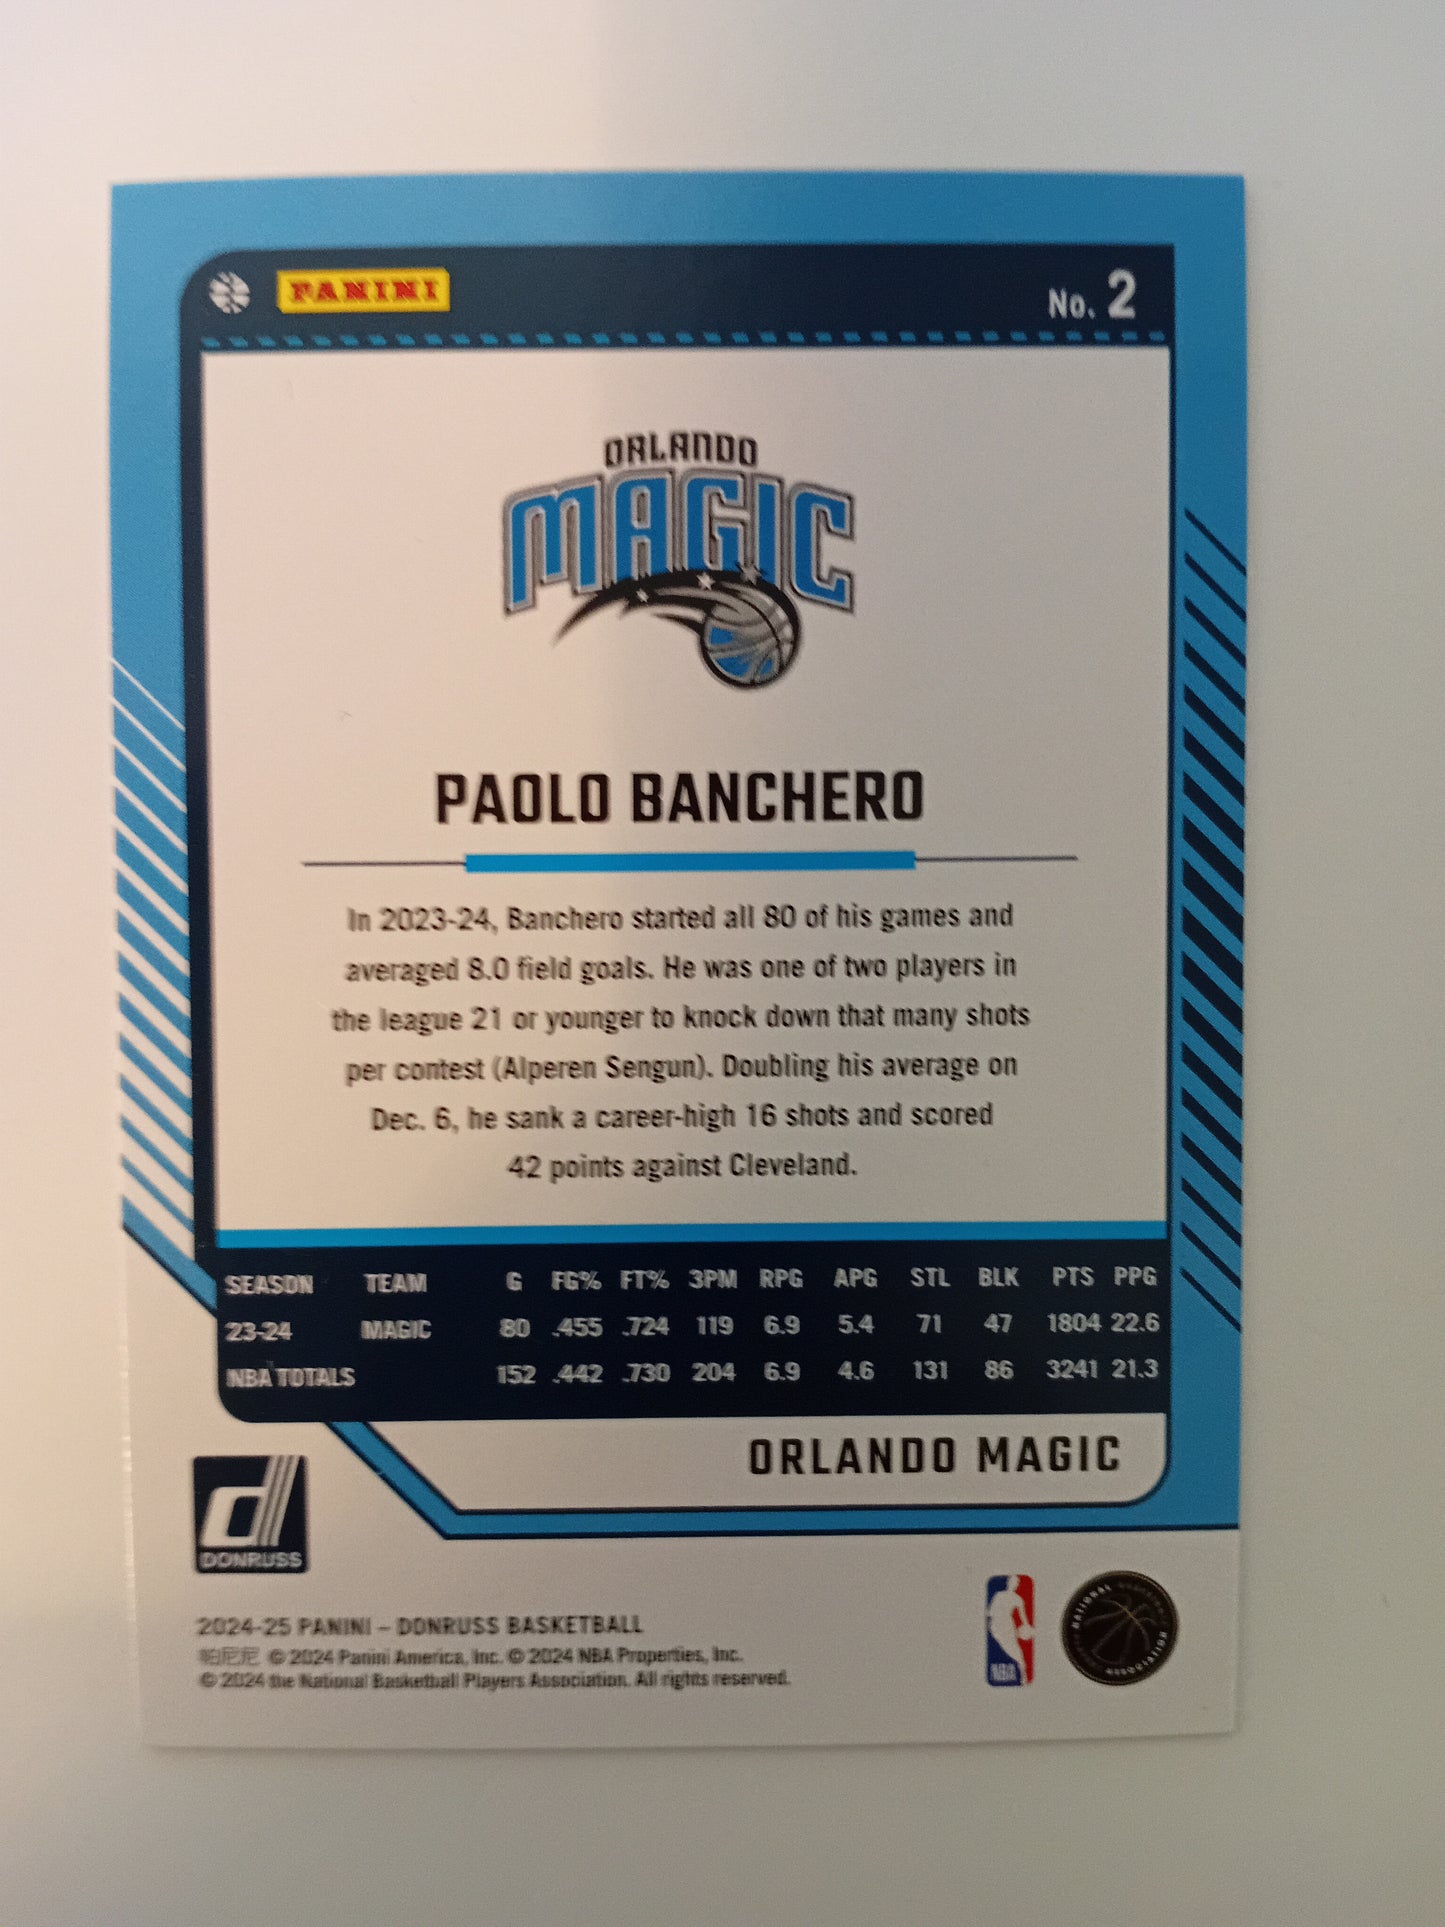 PANINI
No. 2
ORLANDO
MAGIC
PAOLO BANCHERO
In 2023-24, Banchero started all 80 of his games and
averaged 8.0 field goals. He was one of two players in
the league 21 or younger to knock down that many shots
per contest (Alperen Sengun). Doubling his average on
Dec. 6, he sank a career-high 16 shots and scored
42 points against Cleveland.
SEASON TEAM G FG% FT% 3PM RPG APG STL BLK PTS PPG
23-24 MAGIC 80 .455 .724 119 6.9 5.4 71 47 1804 22.6
NBA TOTALS 152 .442 .730 204 6.9 4.6 131 86 3241 21.3
ORLANDO MAGIC
d
DONRUSS
2024-25 PANINI – DONRUSS BASKETBALL
帕尼尼 © 2024 Panini America, Inc. © 2024 NBA Properties, Inc.
© 2024 the National Basketball Players Association. All rights reserved.
NBA
NATIONAL BASKETBALL